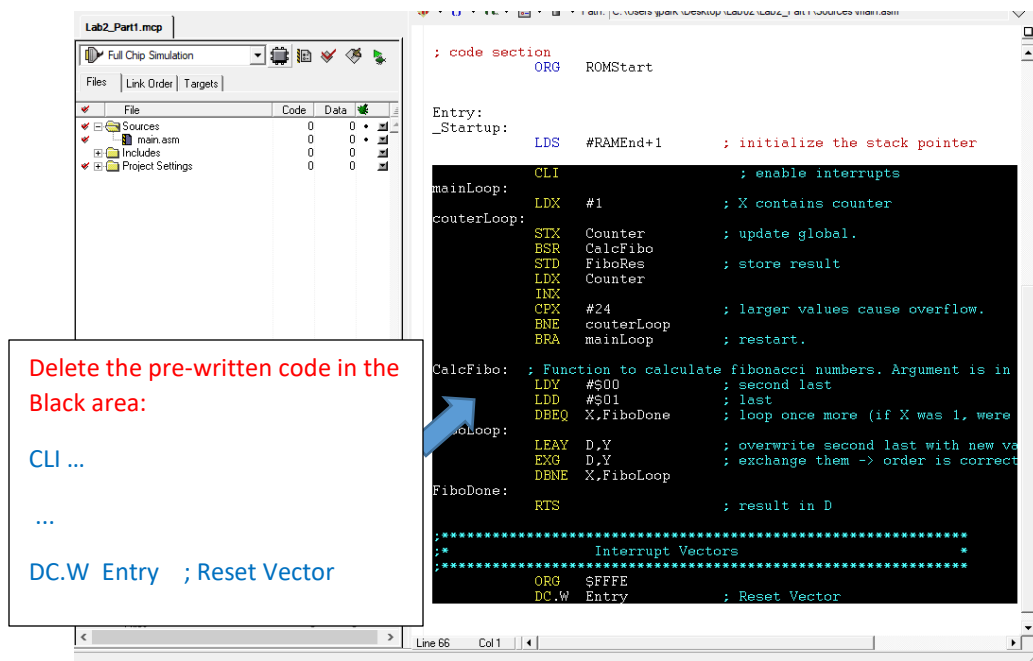 Lab2_Part1.mcp
Full Chip Simulation
Files Link Order Targets
File Code Data
Sources 0 0
main.asm 0 0
Includes 0 0
Project Settings 0 0
Delete the pre-written code in the
Black area:
CLI ...
...
DC.W Entry ; Reset Vector
; code section
ORG ROMStart
Entry:
_Startup:
LDS #RAMEnd+1 ; initialize the stack pointer
CLI ; enable interrupts
mainLoop:
LDX #1 ; X contains counter
couterLoop:
STX Counter ; update global.
BSR CalcFibo
STD FiboRes ; store result
LDX Counter
INX
CPX #24 ; larger values cause overflow.
BNE couterLoop
BRA mainLoop ; restart.
CalcFibo: ; Function to calculate fibonacci numbers. Argument is in
LDY #$00 ; second last
LDD #$01 ; last
DBEQ X,FiboDone ; loop once more (if X was 1, were
oLoop:
LEAY D,Y ; overwrite second last with new va
EXG D,Y ; exchange them -> order is correct
DBNE X,FiboLoop
FiboDone:
RTS ; result in D
;**************************************************************
;* Interrupt Vectors *
;**************************************************************
ORG $FFFE
DC.W Entry ; Reset Vector
Line 66 Col 1